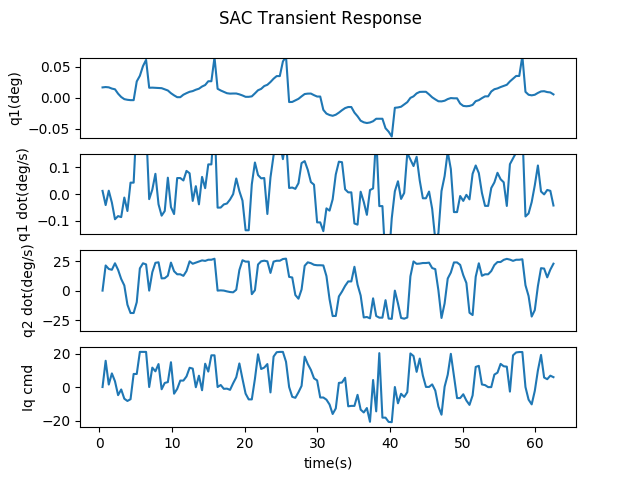 SAC Transient Response
q1(deg)
0.05
0.00
−0.05
q1 dot(deg/s)
0.1
0.0
−0.1
q2 dot(deg/s)
25
0
−25
Iq cmd
20
0
−20
0 10 20 30 40 50 60
time(s)